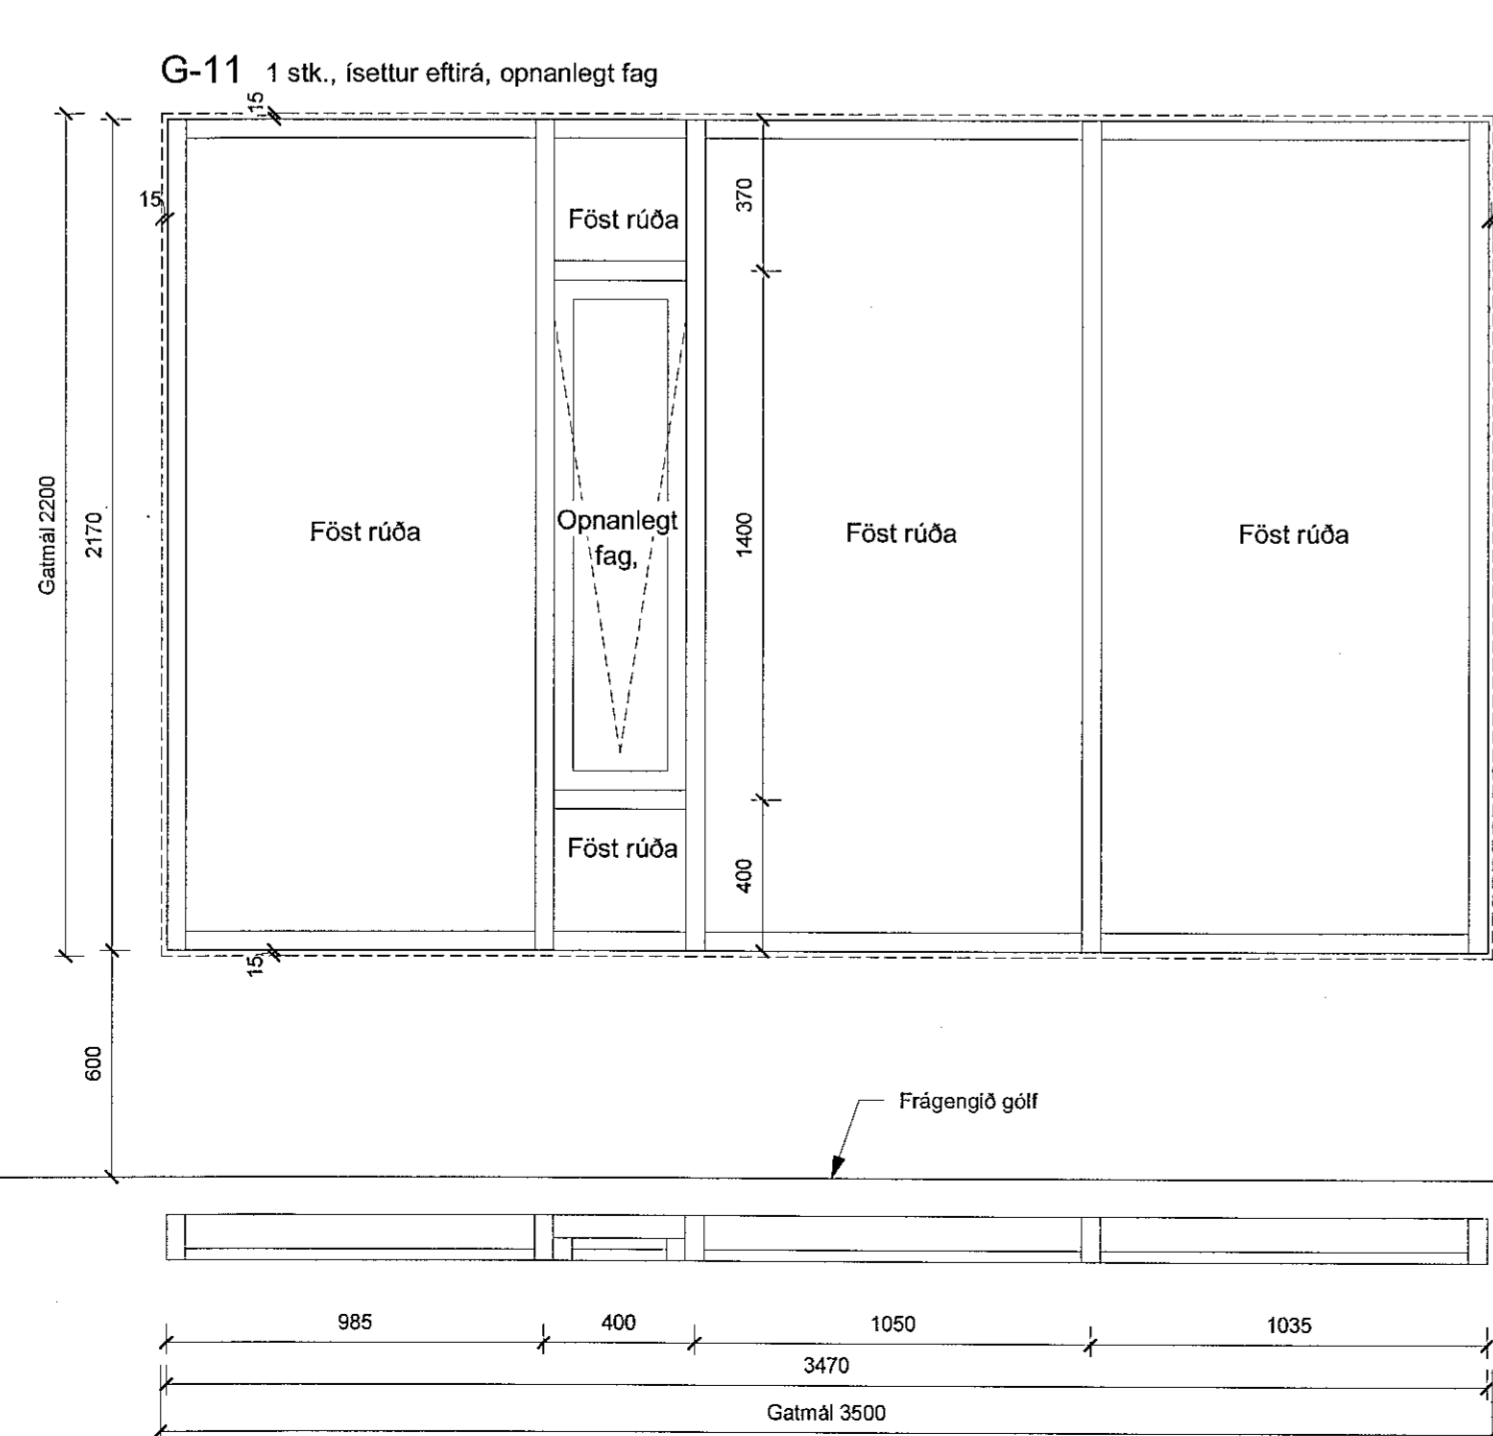 G-11 1 stk., ísettur eftirá, opnanlegt fag
15
15
370
Föst rúða
Gatmál 2200
2170
Föst rúða
Opnanlegt
fag,
1400
Föst rúða
Föst rúða
Föst rúða
400
15
600
Frágengið gólf
985
400
1050
1035
3470
Gatmál 3500